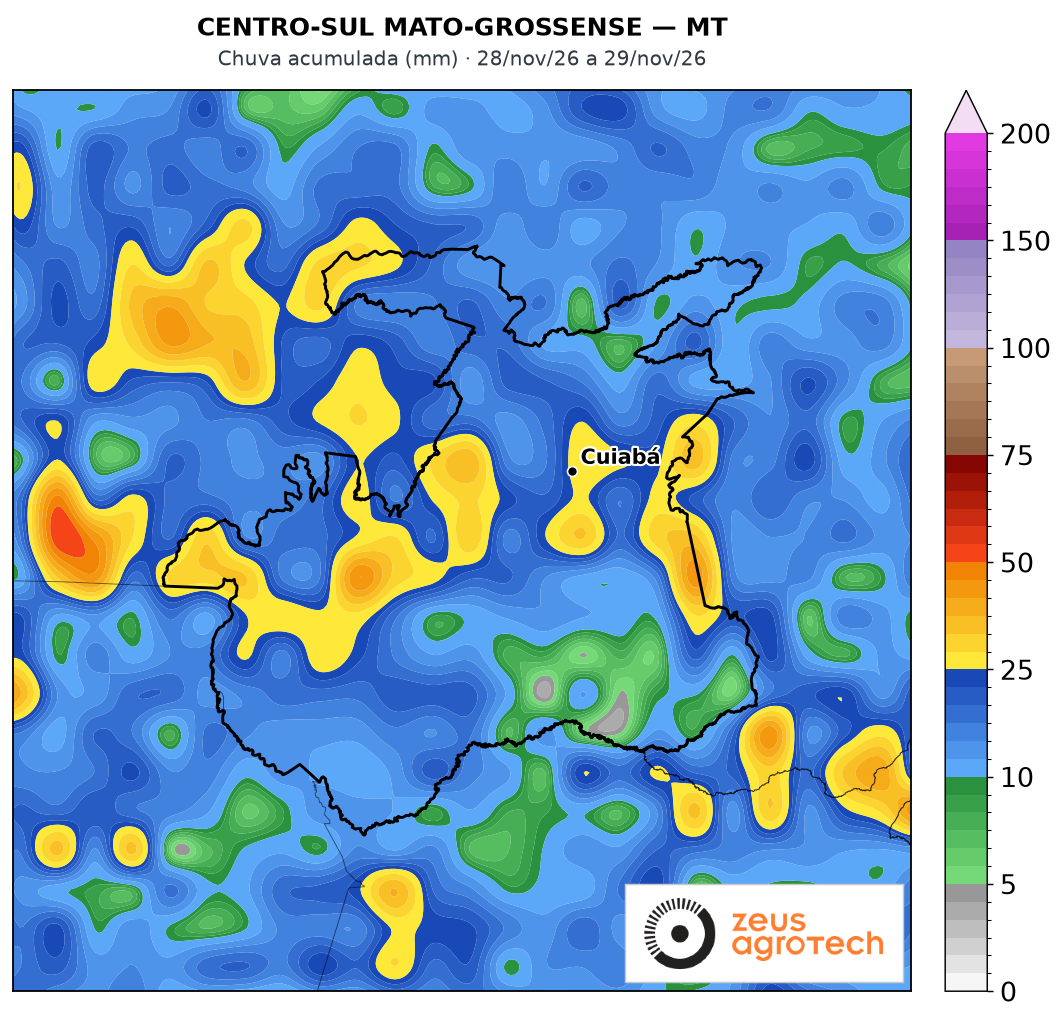 CENTRO-SUL MATO-GROSSENSE — MT
Chuva acumulada (mm) · 28/nov/26 a 29/nov/26
200
150
100
75
50
25
10
5
0
Cuiabá
zeus
agrotech